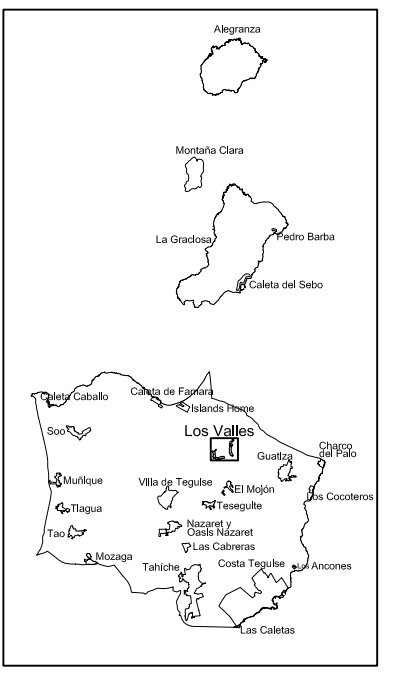 Alegranza
Montaña Clara
La Graciosa
Pedro Barba
Caleta del Sebo
Caleta Caballo
Caleta de Famara
Islands Home
Los Valles
Soo
Guatiza
Charco
del Palo
Muñique
Villa de Teguise
El Mojón
Los Cocoteros
Teseguite
Tiagua
Nazaret y
Oasis Nazaret
Tao
Las Cabreras
Mozaga
Tahíche
Costa Teguise
Los Ancones
Las Caletas